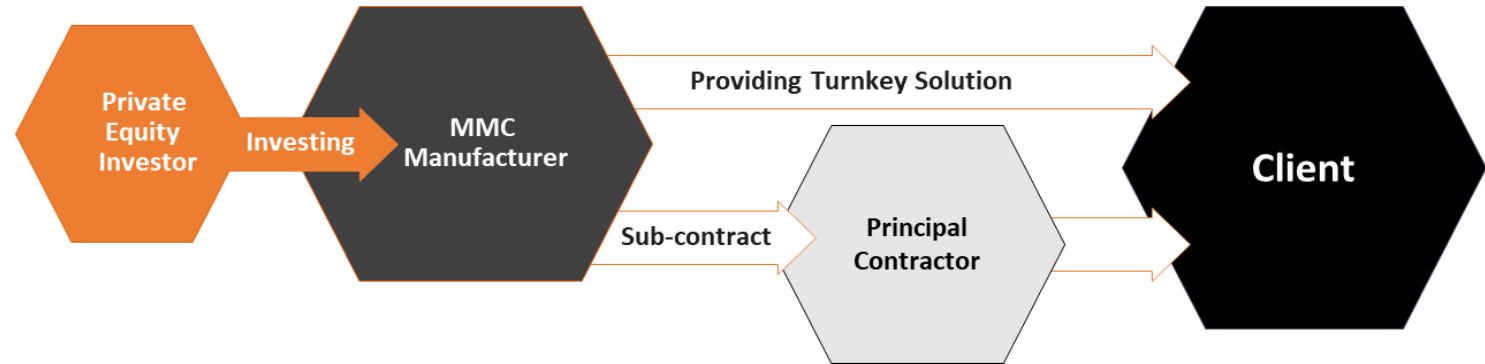 Private
Equity
Investor
Investing
MMC
Manufacturer
Providing Turnkey Solution
Sub-contract
Principal
Contractor
Client